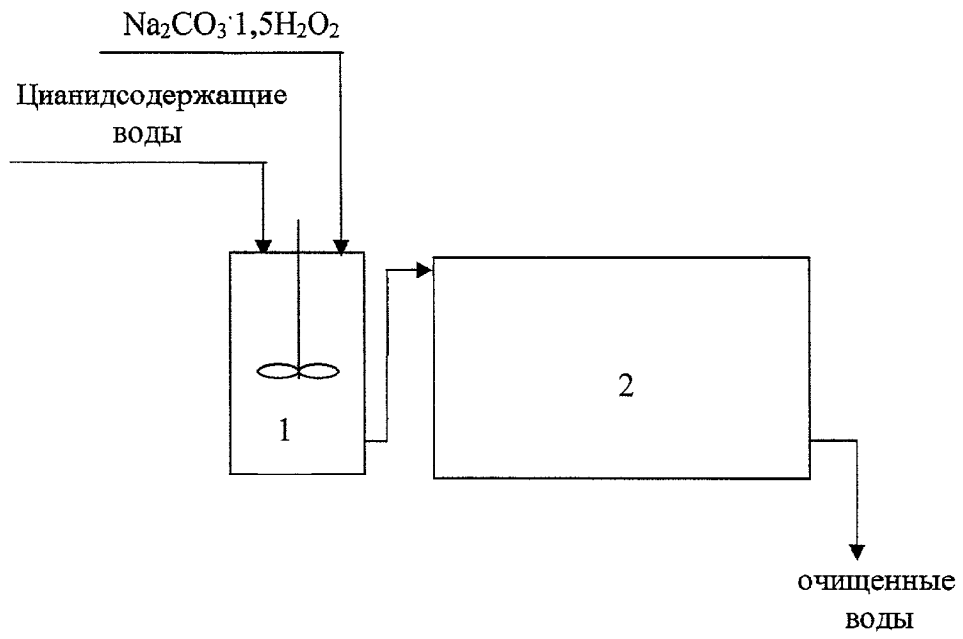 Na₂CO₃·1,5H₂O₂
Цианидсодержащие
воды
1
2
очищенные
воды